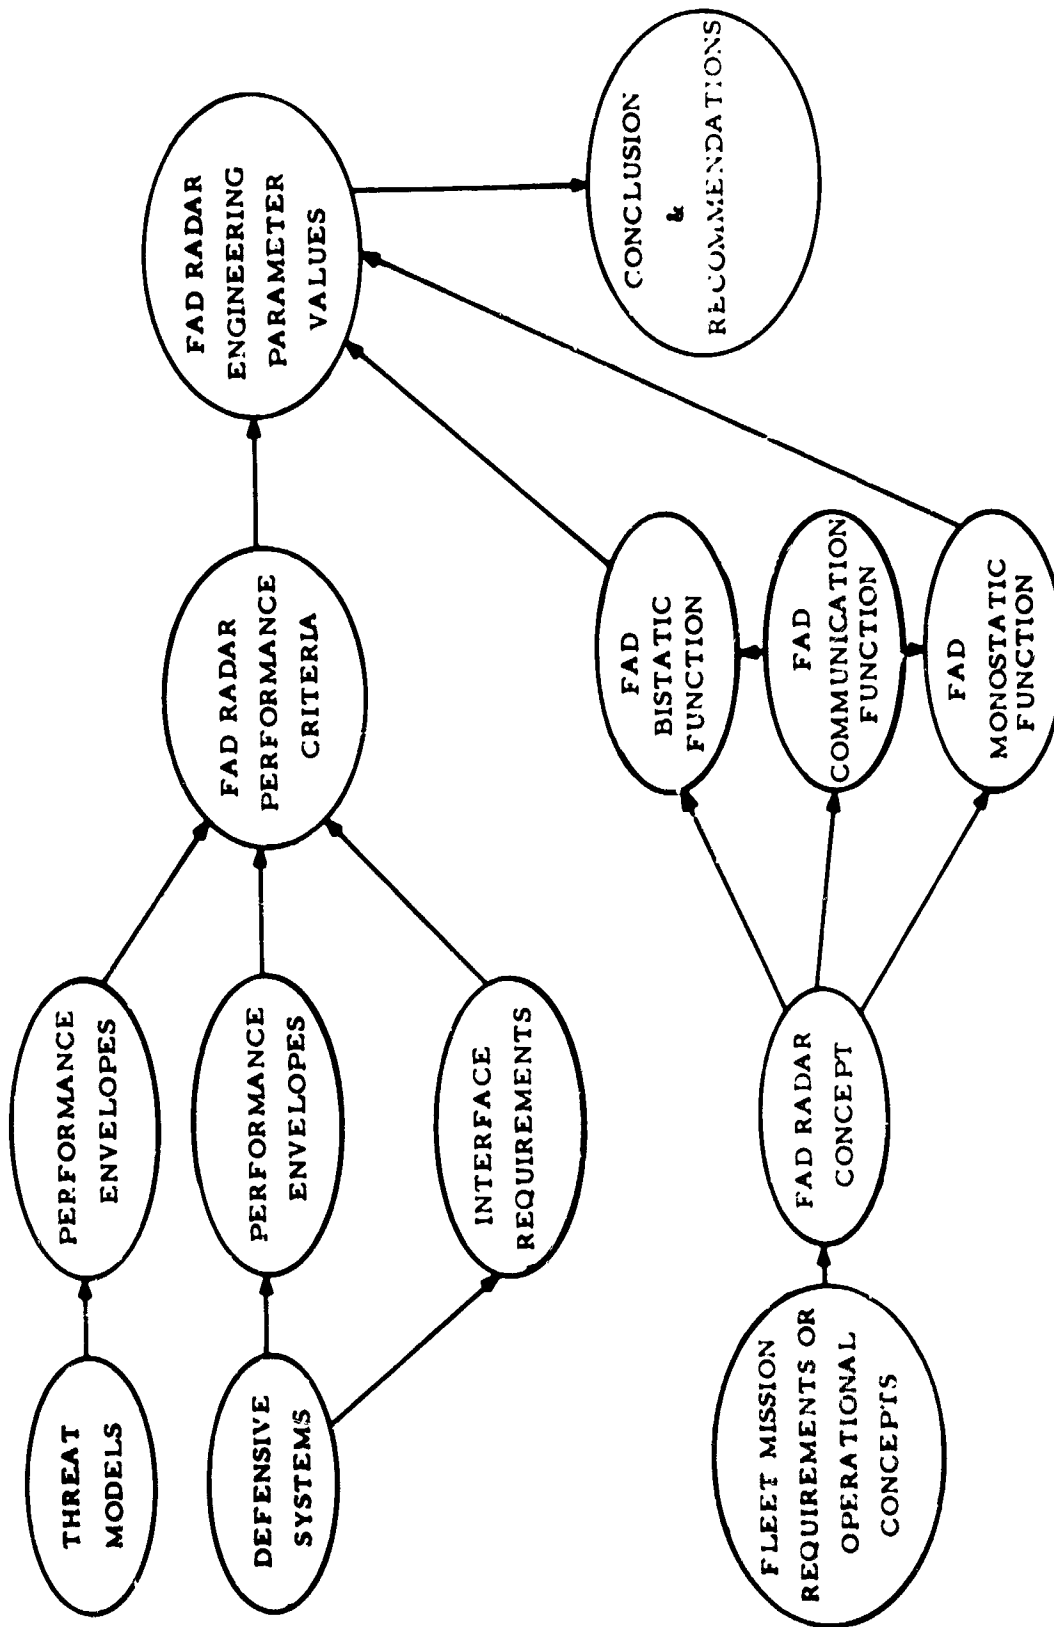 THREAT
MODELS
PERFORMANCE
ENVELOPES
DEFENSIVE
SYSTEMS
PERFORMANCE
ENVELOPES
INTERFACE
REQUIREMENTS
FAD RADAR
PERFORMANCE
CRITERIA
FAD RADAR
ENGINEERING
PARAMETER
VALUES
FLEET MISSION
REQUIREMENTS OR
OPERATIONAL
CONCEPTS
FAD RADAR
CONCEPT
FAD
BISTATIC
FUNCTION
FAD
COMMUNICATION
FUNCTION
FAD
MONOSTATIC
FUNCTION
CONCLUSION
&
RECOMMENDATIONS